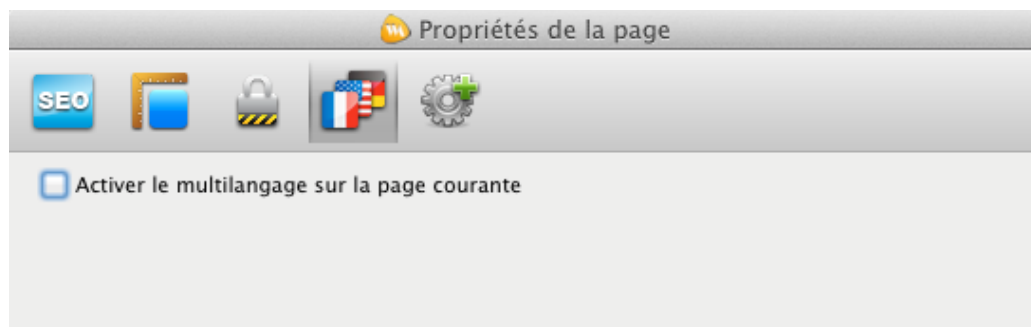 Propriétés de la page
SEO
Activer le multilangage sur la page courante